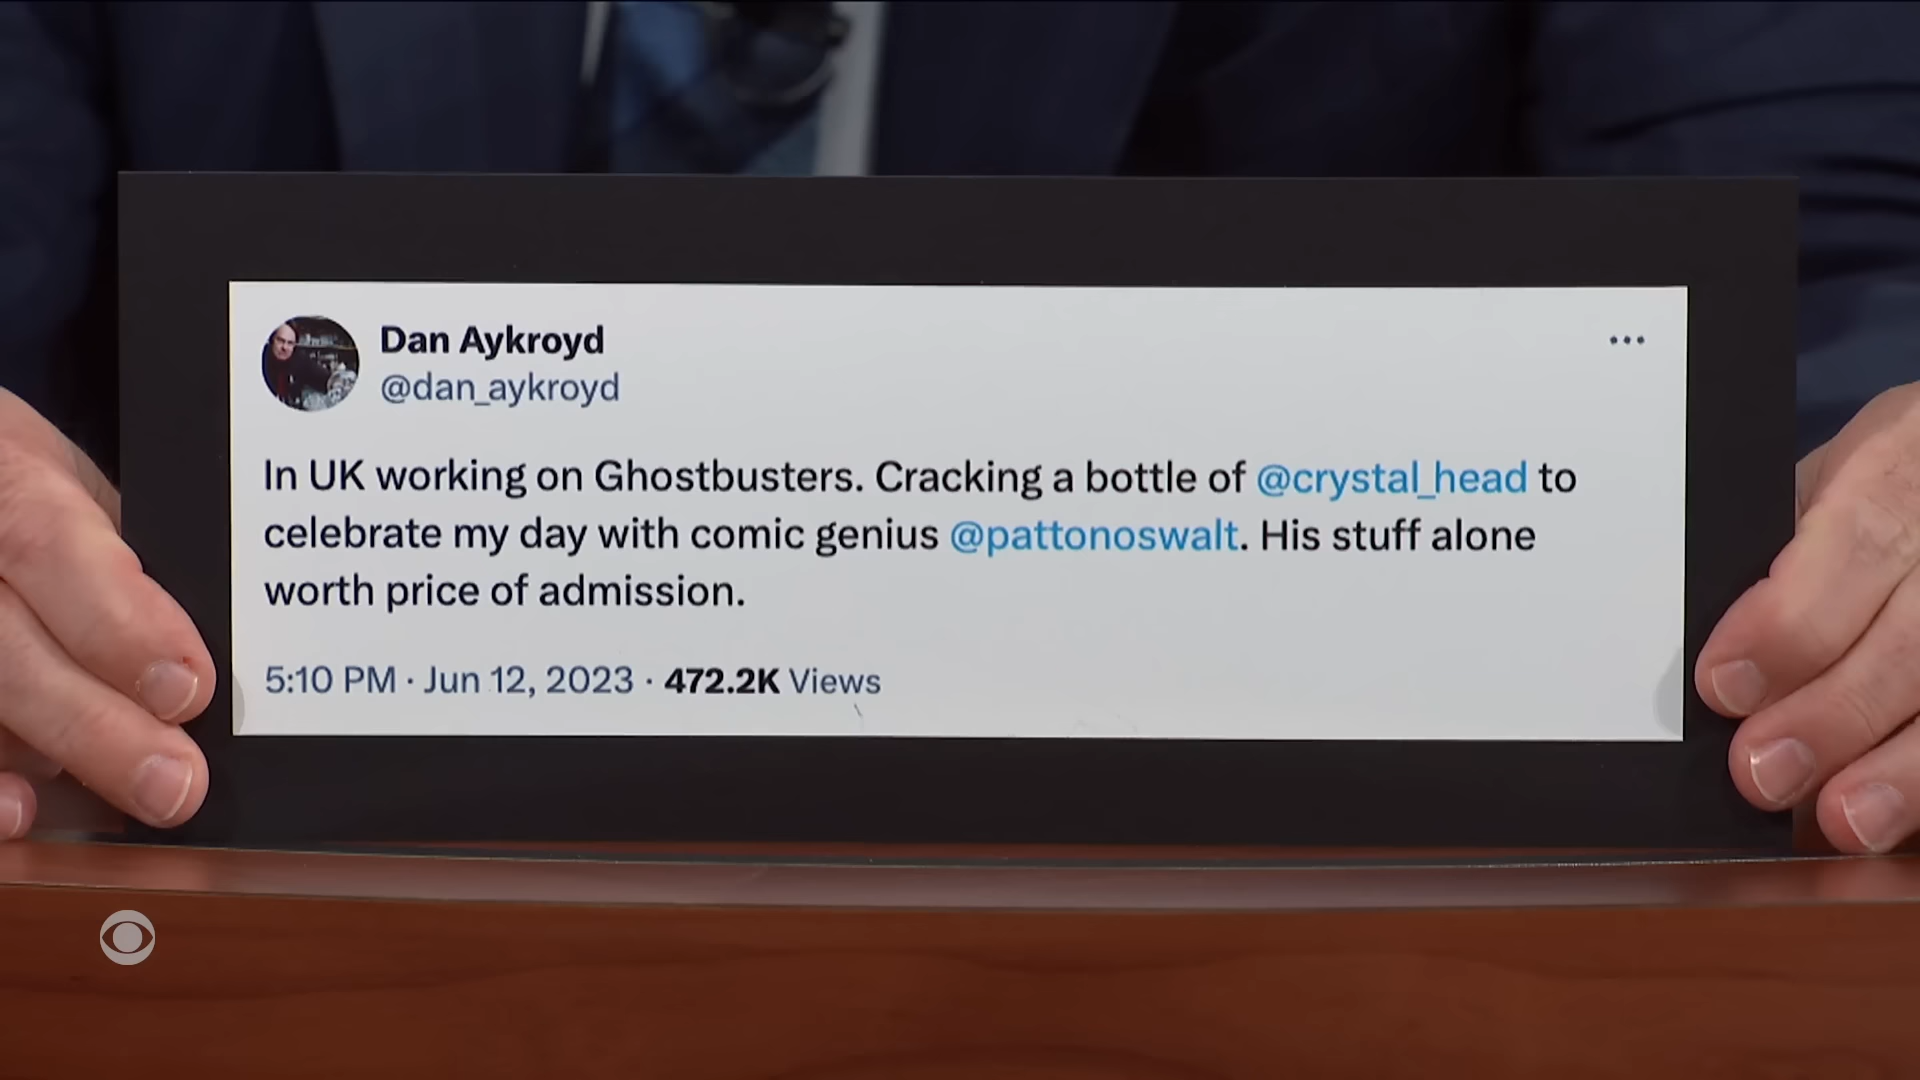 Dan Aykroyd
@dan_aykroyd
In UK working on Ghostbusters. Cracking a bottle of @crystal_head to
celebrate my day with comic genius @pattonoswalt. His stuff alone
worth price of admission.
5:10 PM · Jun 12, 2023 · 472.2K Views